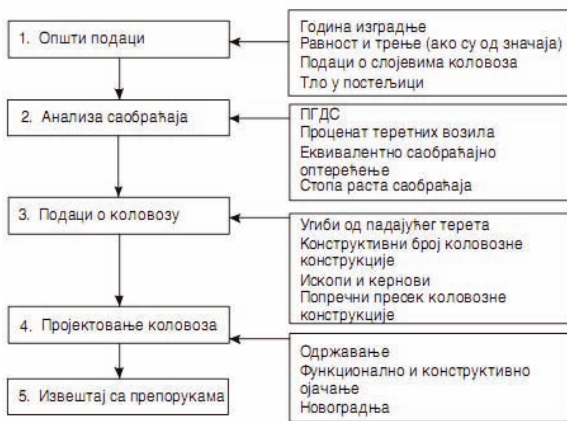 1. Општи подаци
Година изградње
Равност и трење (ако су од значаја)
Подаци о слојевима коловоза
Тло у постељици
2. Анализа саобраћаја
ПГДС
Проценат теретних возила
Еквивалентно саобраћајно
оптерећење
Стопа раста саобраћаја
3. Подаци о коловозу
Угиби од падајућег терета
Конструктивни број коловозне
конструкције
Ископи и кернови
Попречни пресек коловозне
конструкције
4. Пројектовање коловоза
Одржавање
Функционално и конструктивно
ојачање
Новоградња
5. Извештај са препорукама